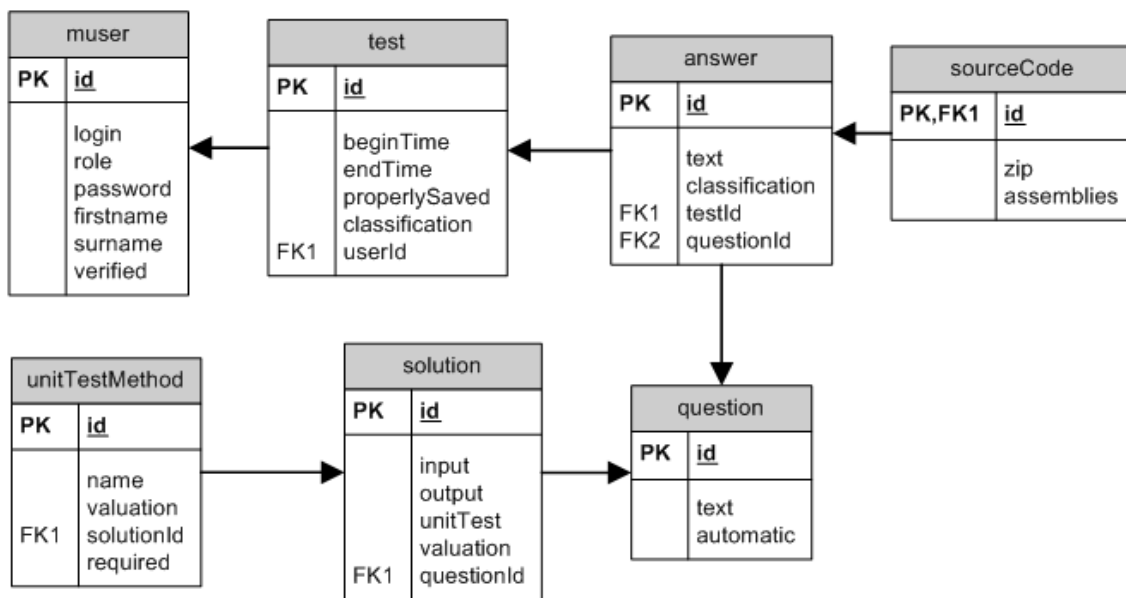 muser
PK id
login
role
password
firstname
surname
verified
test
PK id
beginTime
endTime
properlySaved
classification
FK1 userId
answer
PK id
text
classification
FK1 testId
FK2 questionId
sourceCode
PK,FK1 id
zip
assemblies
unitTestMethod
PK id
name
valuation
FK1 solutionId
required
solution
PK id
input
output
unitTest
valuation
FK1 questionId
question
PK id
text
automatic